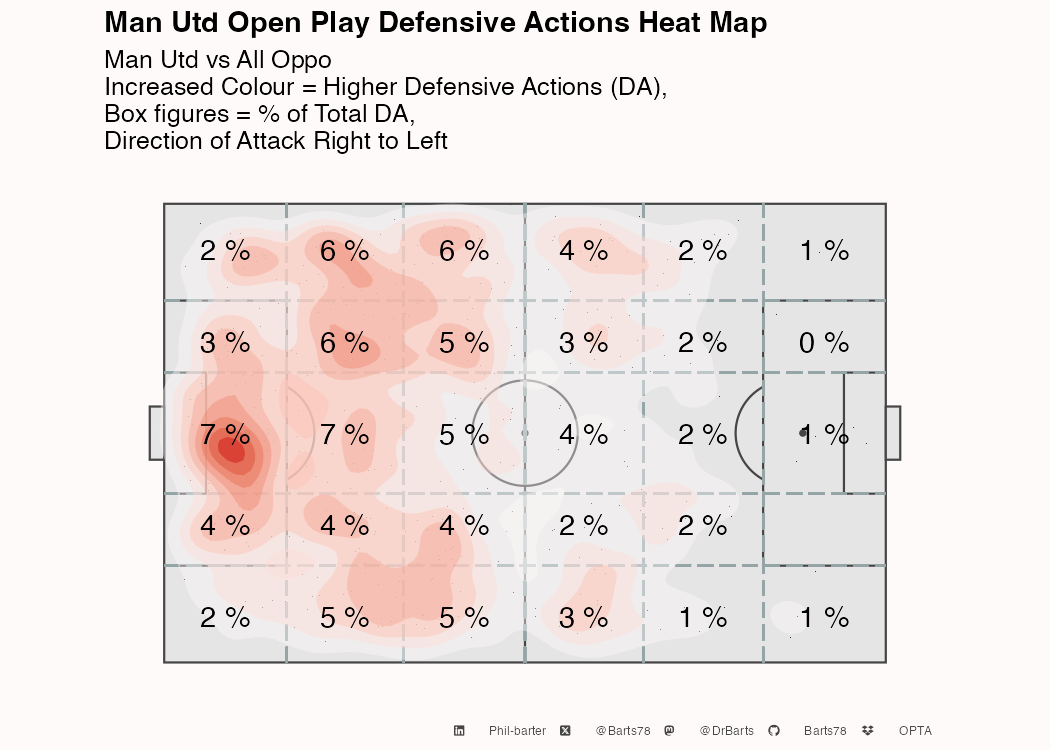 Man Utd Open Play Defensive Actions Heat Map
Man Utd vs All Oppo
Increased Colour = Higher Defensive Actions (DA),
Box figures = % of Total DA,
Direction of Attack Right to Left
2 % 6 % 6 % 4 % 2 % 1 %
3 % 6 % 5 % 3 % 2 % 0 %
7 % 7 % 5 % 4 % 2 % 1 %
4 % 4 % 4 % 2 % 2 %
2 % 5 % 5 % 3 % 1 % 1 %
Phil-barter @Barts78 @DrBarts Barts78 OPTA